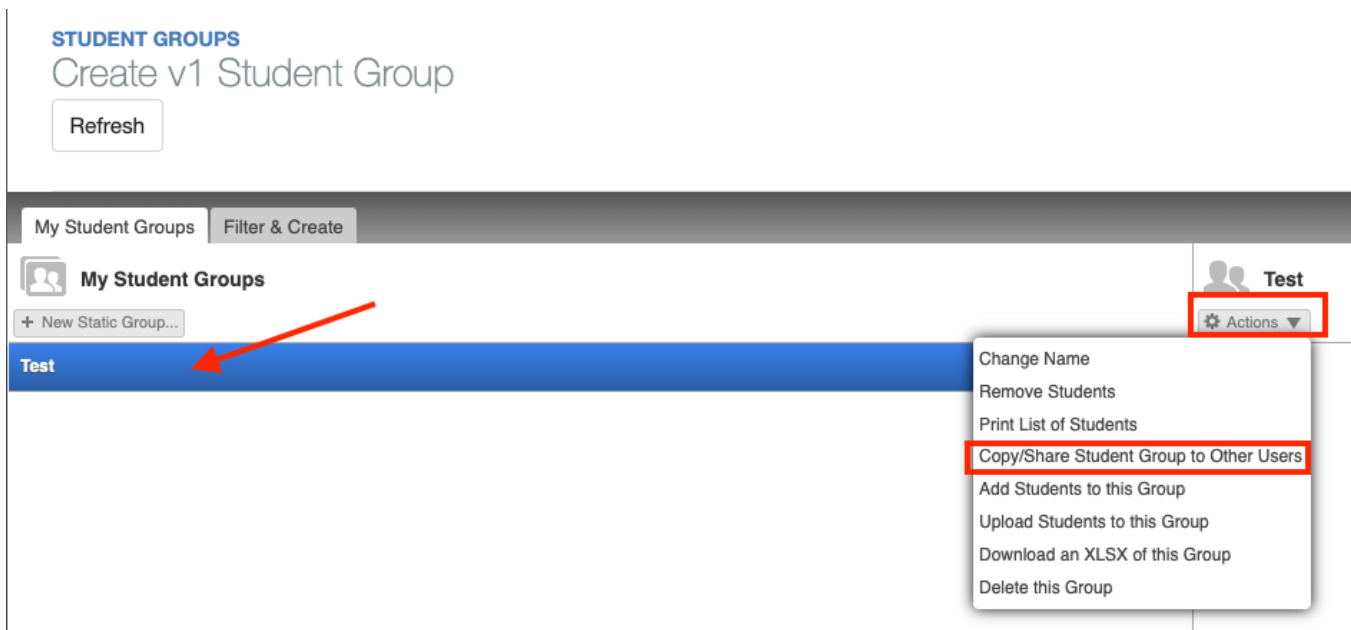 STUDENT GROUPS
Create v1 Student Group
Refresh
My Student Groups
Filter & Create
My Student Groups
Test
+ New Static Group...
Actions ▼
Test
Change Name
Remove Students
Print List of Students
Copy/Share Student Group to Other Users
Add Students to this Group
Upload Students to this Group
Download an XLSX of this Group
Delete this Group